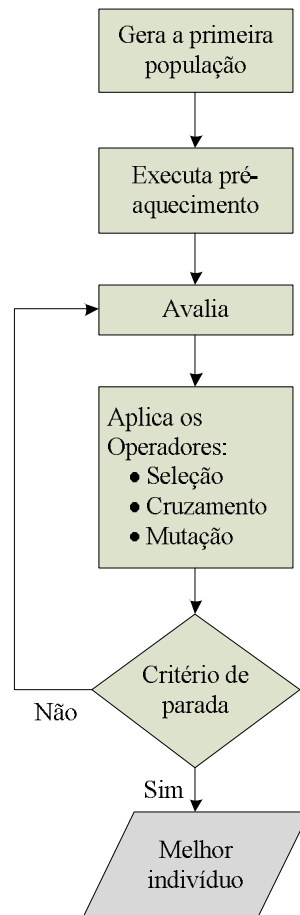 Gera a primeira
população
Executa pré-
aquecimento
Avalia
Aplica os
Operadores:
• Seleção
• Cruzamento
• Mutação
Critério de
parada
Não
Sim
Melhor
indivíduo